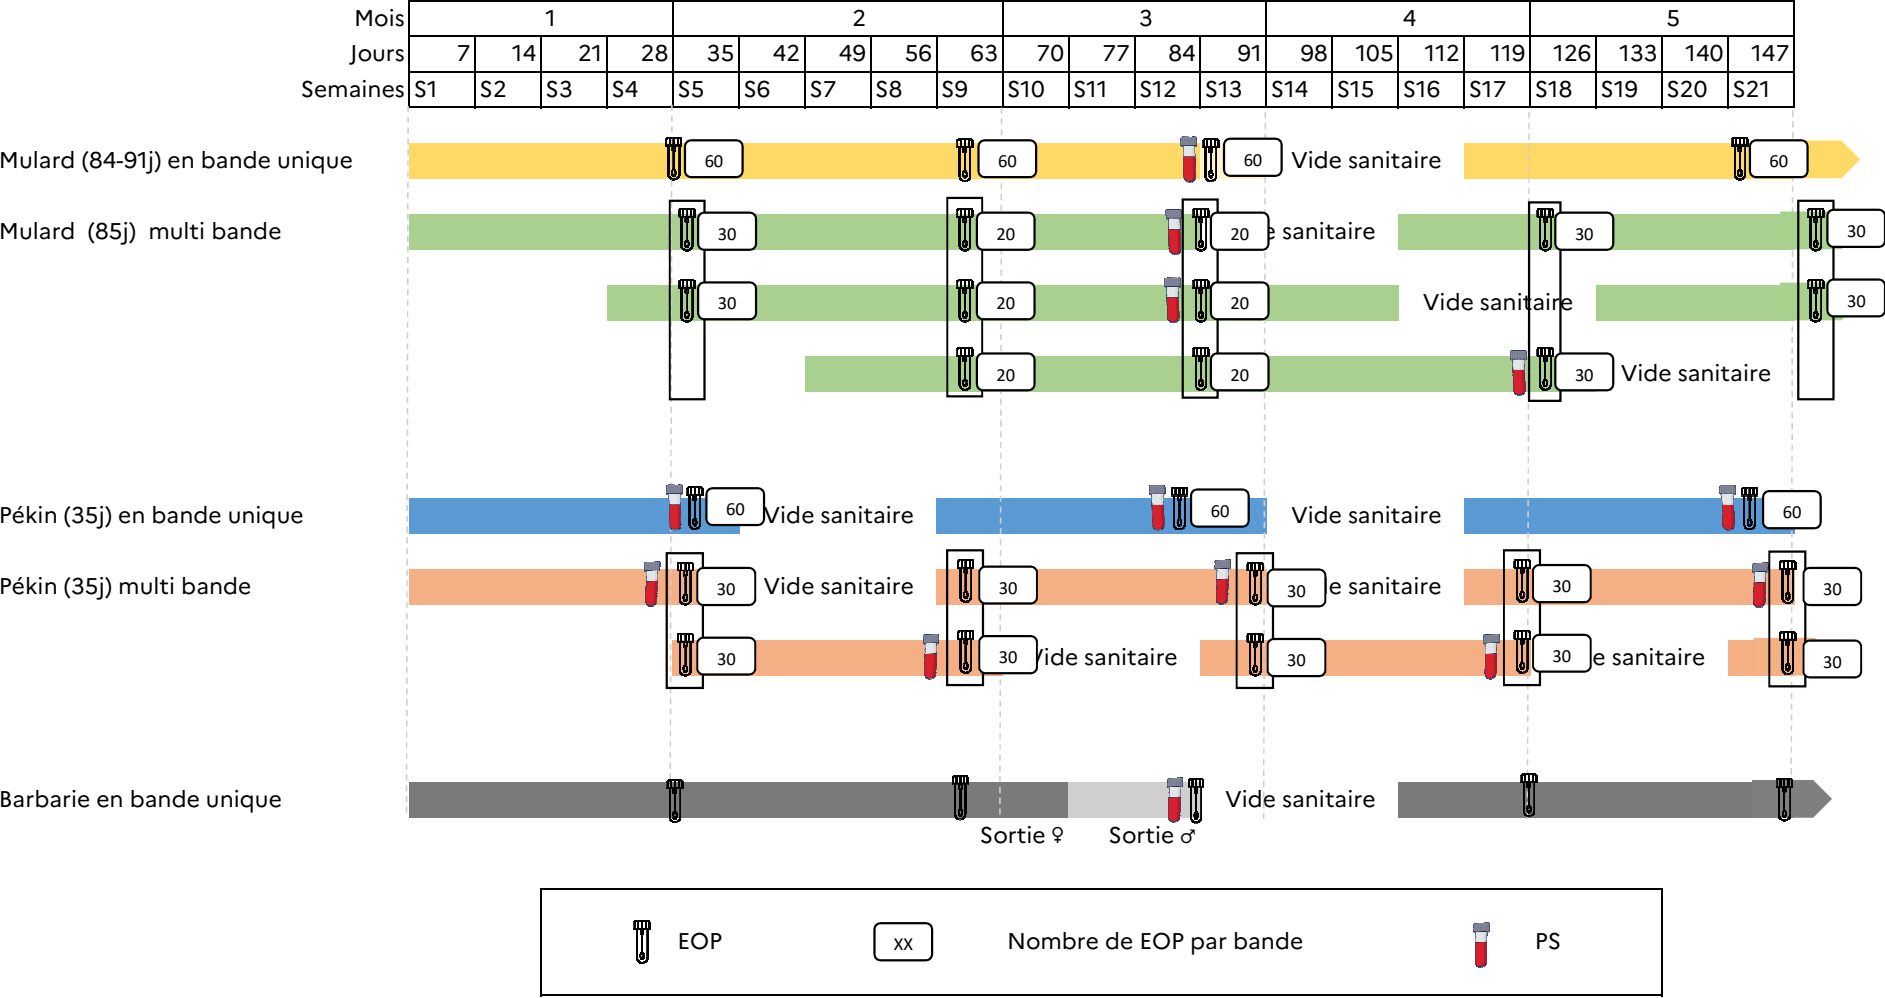 Mois 1 2 3 4 5
Jours 7 14 21 28 35 42 49 56 63 70 77 84 91 98 105 112 119 126 133 140 147
Semaines S1 S2 S3 S4 S5 S6 S7 S8 S9 S10 S11 S12 S13 S14 S15 S16 S17 S18 S19 S20 S21
Mulard (84-91j) en bande unique 60 60 60 Vide sanitaire 60
Mulard (85j) multi bande 30 20 20 e sanitaire 30 30
30 20 20 Vide sanitaire 30
20 20 30 Vide sanitaire
Pékin (35j) en bande unique 60 Vide sanitaire 60 Vide sanitaire 60
Pékin (35j) multi bande 30 Vide sanitaire 30 30 e sanitaire 30 30
30 30 Vide sanitaire 30 30 e sanitaire 30
Barbarie en bande unique Vide sanitaire
Sortie ♀ Sortie ♂
EOP xx Nombre de EOP par bande PS